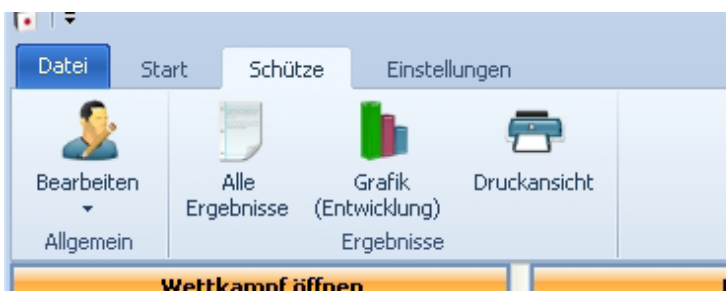 Datei Start Schütze Einstellungen
Bearbeiten Alle Ergebnisse Grafik (Entwicklung) Druckansicht
Allgemein Ergebnisse
Wettkampf öffnen